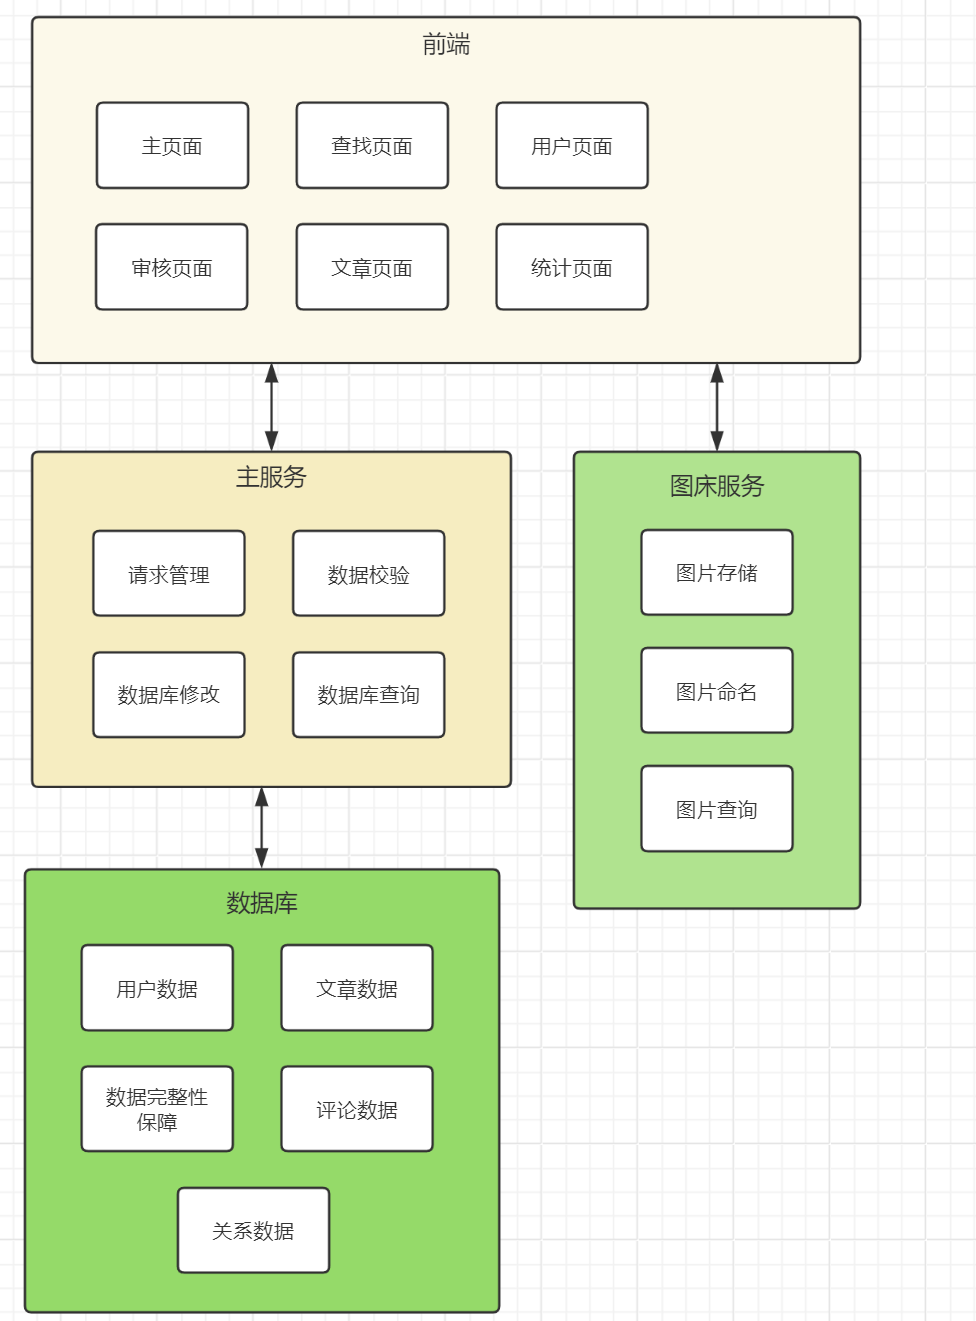 前端
主页面
查找页面
用户页面
审核页面
文章页面
统计页面
主服务
请求管理
数据校验
数据库修改
数据库查询
图床服务
图片存储
图片命名
图片查询
数据库
用户数据
文章数据
数据完整性
保障
评论数据
关系数据